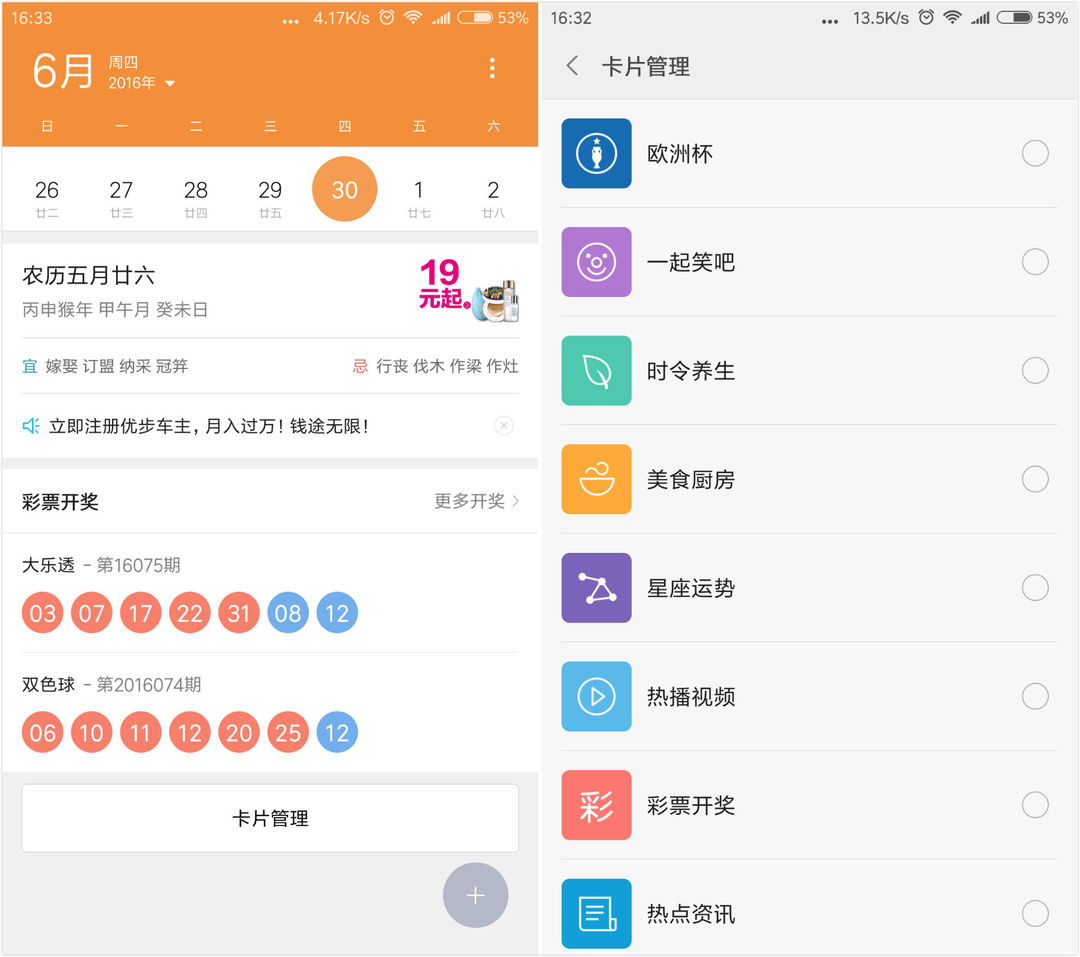 16:33 ... 4.17K/s 53%
6月 周四
2016年
日 一 二 三 四 五 六
26 27 28 29 30 1 2
廿二 廿三 廿四 廿五 廿七 廿八
农历五月廿六
丙申猴年 甲午月 癸未日
19
元起
宜 嫁娶 订盟 纳采 冠笄
忌 行丧 伐木 作梁 作灶
立即注册优步车主，月入过万！钱途无限！
彩票开奖
更多开奖
大乐透 - 第16075期
03 07 17 22 31 08 12
双色球 - 第2016074期
06 10 11 12 20 25 12
卡片管理
16:32 ... 13.5K/s 53%
卡片管理
欧洲杯
一起笑吧
时令养生
美食厨房
星座运势
热播视频
彩
彩票开奖
热点资讯